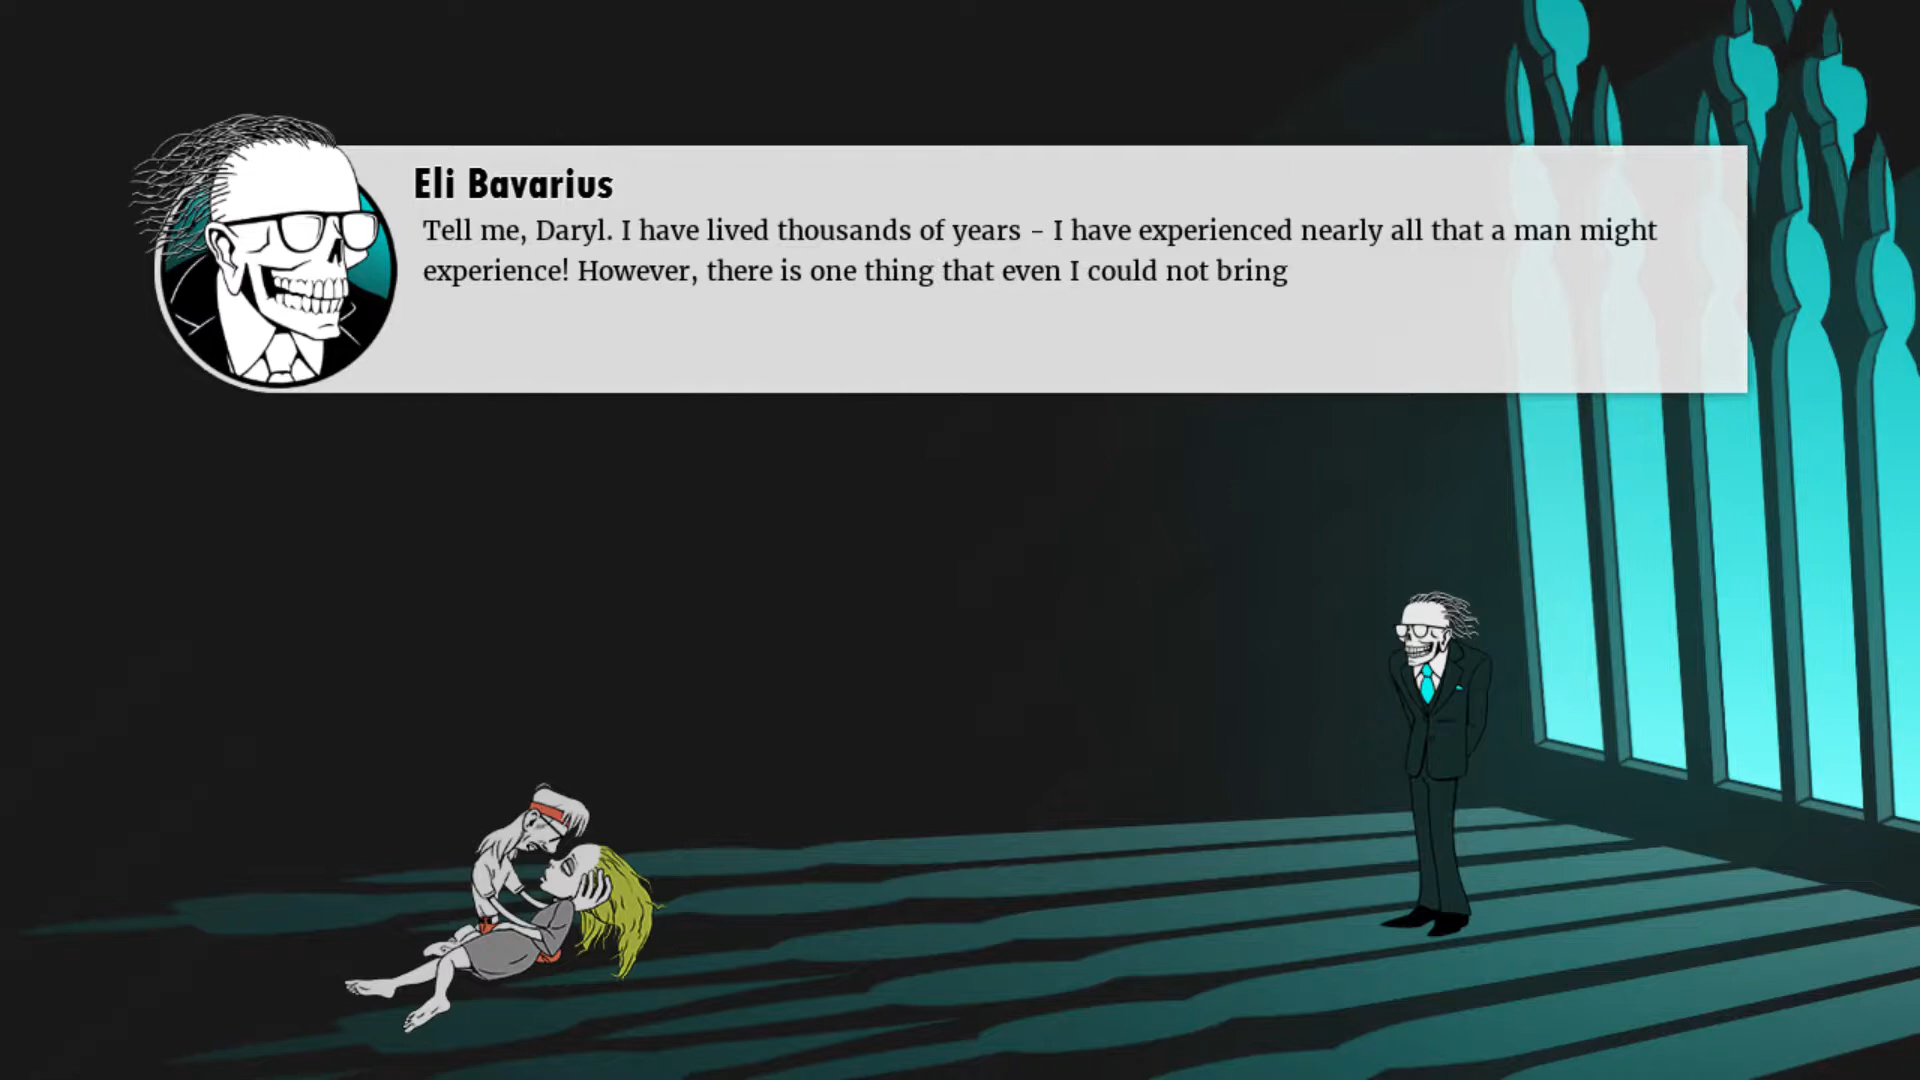 Eli Bavarius
Tell me, Daryl. I have lived thousands of years - I have experienced nearly all that a man might
experience! However, there is one thing that even I could not bring